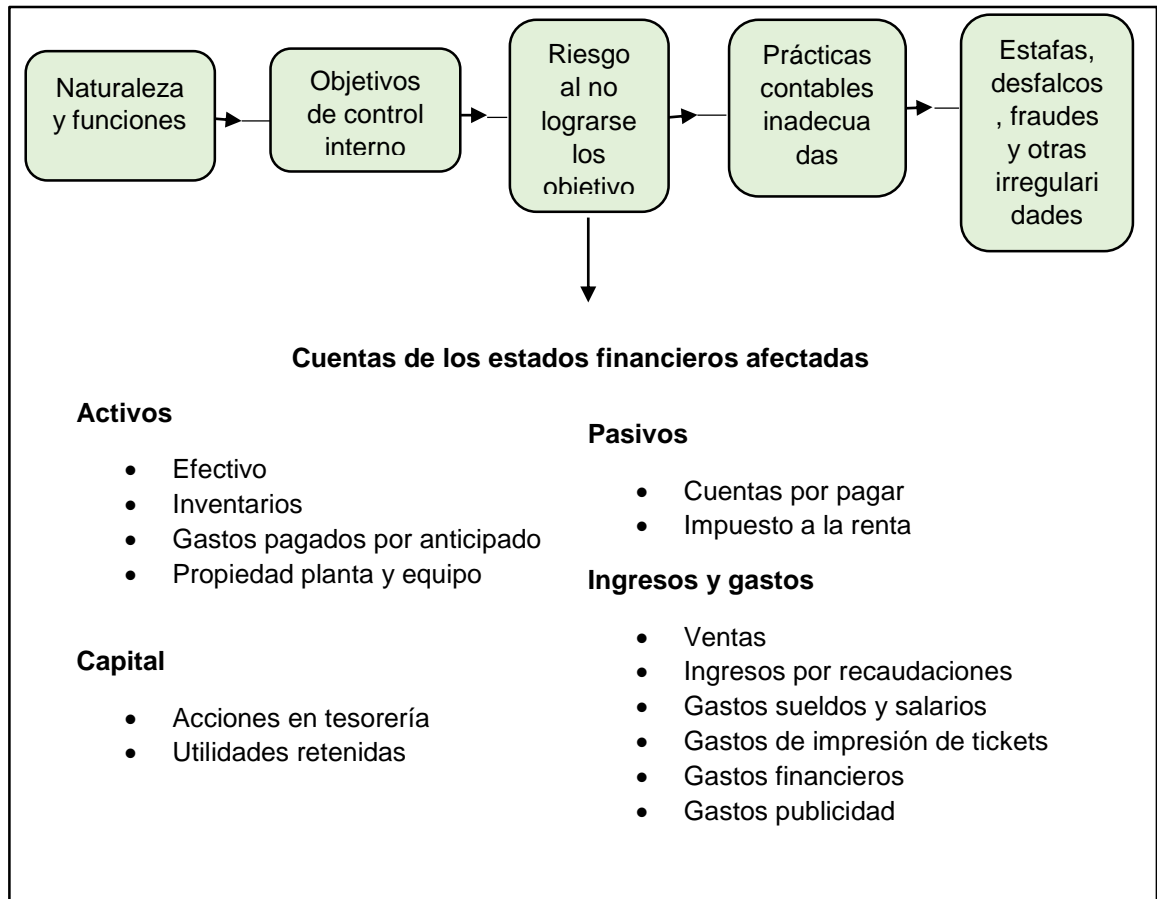 Naturaleza
y funciones
Objetivos
de control
interno
Riesgo
al no
lograrse
los
objetivo
Prácticas
contables
inadecua
das
Estafas,
desfalcos
, fraudes
y otras
irregulari
dades
Cuentas de los estados financieros afectadas
Activos
• Efectivo
• Inventarios
• Gastos pagados por anticipado
• Propiedad planta y equipo
Capital
• Acciones en tesorería
• Utilidades retenidas
Pasivos
• Cuentas por pagar
• Impuesto a la renta
Ingresos y gastos
• Ventas
• Ingresos por recaudaciones
• Gastos sueldos y salarios
• Gastos de impresión de tickets
• Gastos financieros
• Gastos publicidad